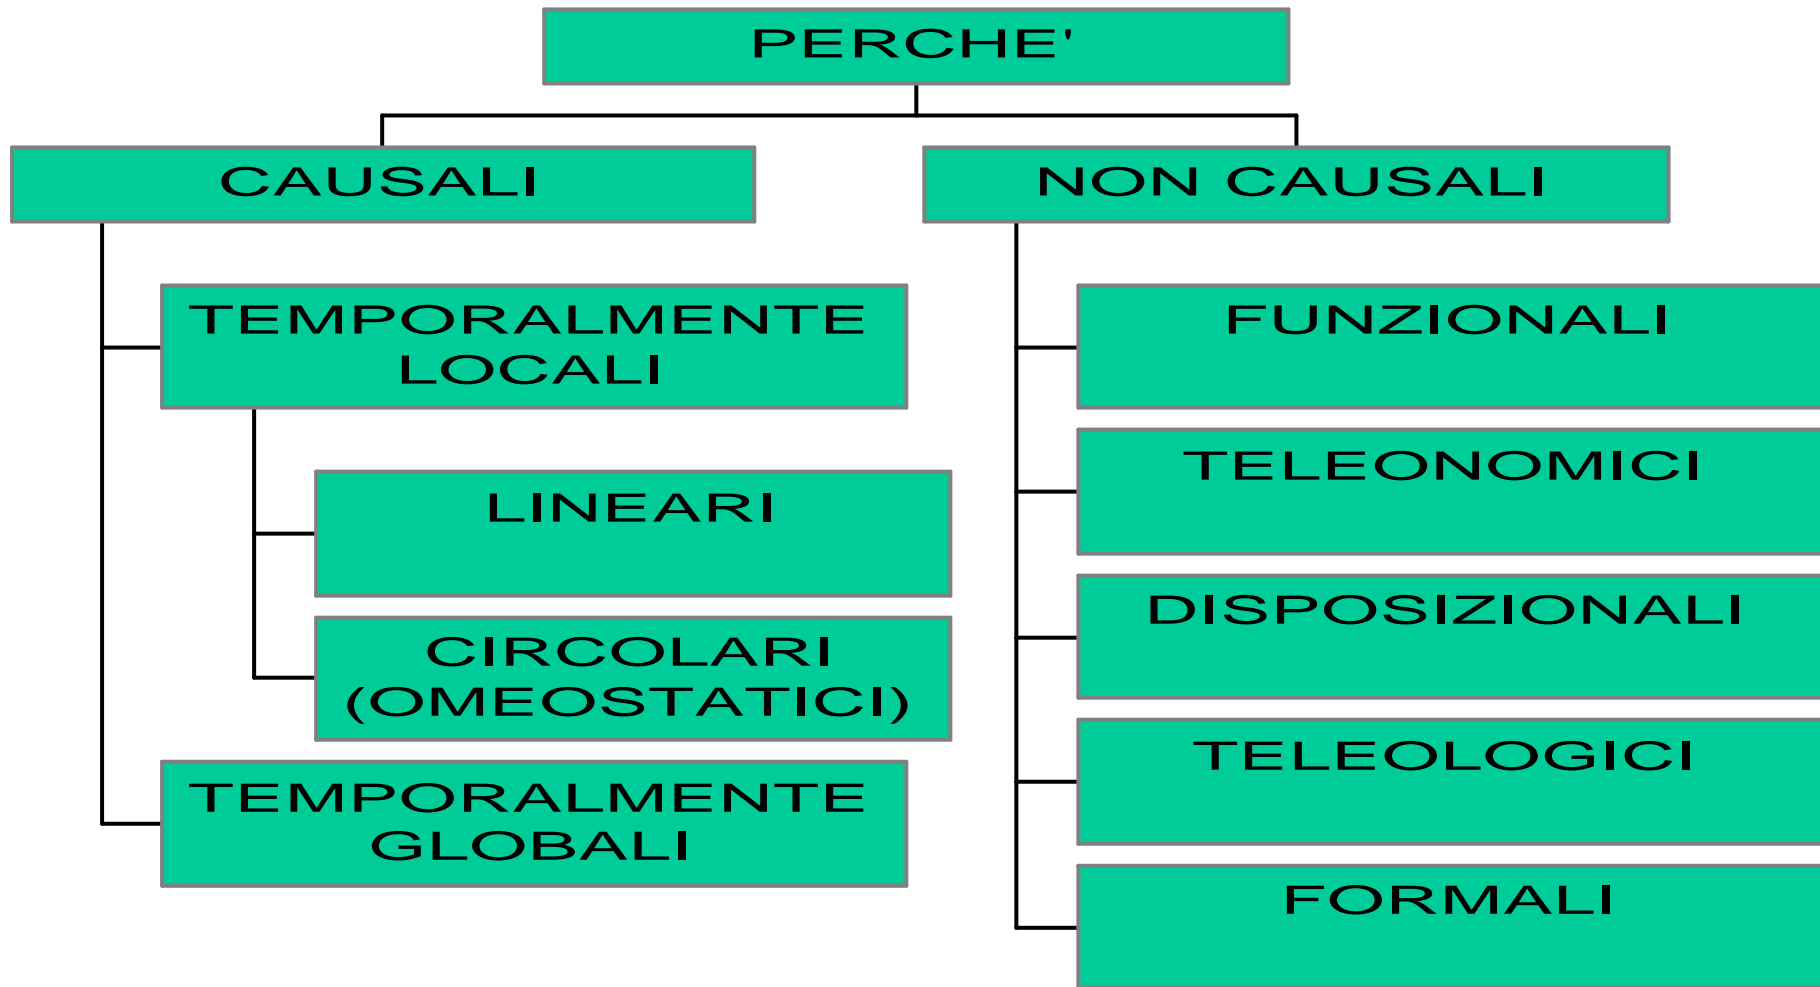 PERCHE'
CAUSALI
TEMPORALMENTE
LOCALI
LINEARI
CIRCOLARI
(OMEOSTATICI)
TEMPORALMENTE
GLOBALI
NON CAUSALI
FUNZIONALI
TELEONOMICI
DISPOSIZIONALI
TELEOLOGICI
FORMALI